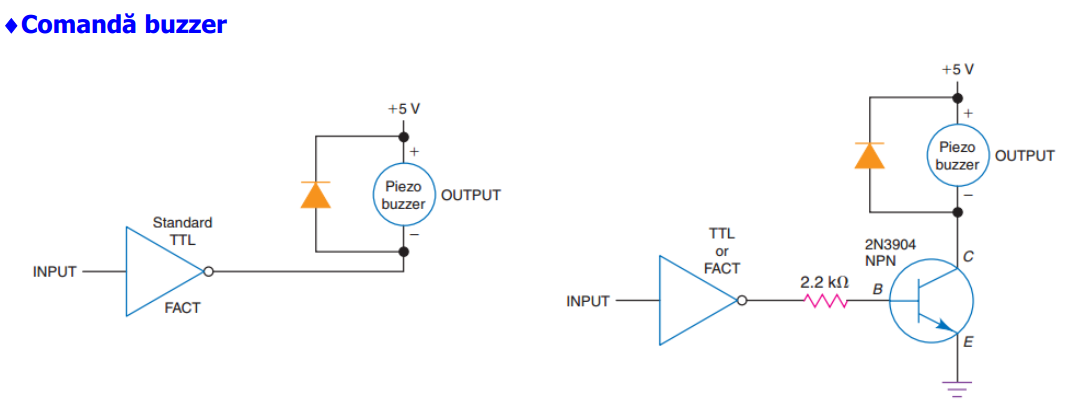 ♦Comandă buzzer
+5 V
+
Piezo
buzzer
OUTPUT
−
Standard
TTL
INPUT
FACT
+5 V
+
Piezo
buzzer
OUTPUT
−
TTL
or
FACT
2N3904
NPN
C
2.2 kΩ
B
INPUT
E